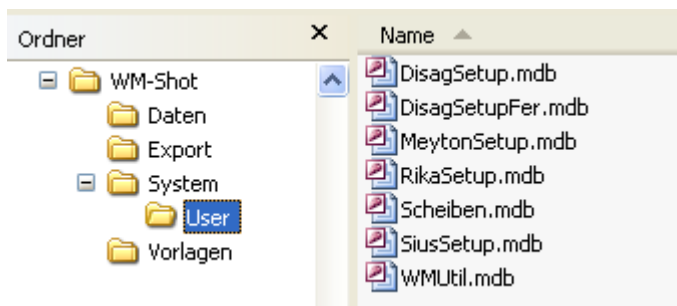 Ordner
WM-Shot
Daten
Export
System
User
Vorlagen
Name
DisagSetup.mdb
DisagSetupFer.mdb
MeytonSetup.mdb
RikaSetup.mdb
Scheiben.mdb
SiusSetup.mdb
WMUtil.mdb